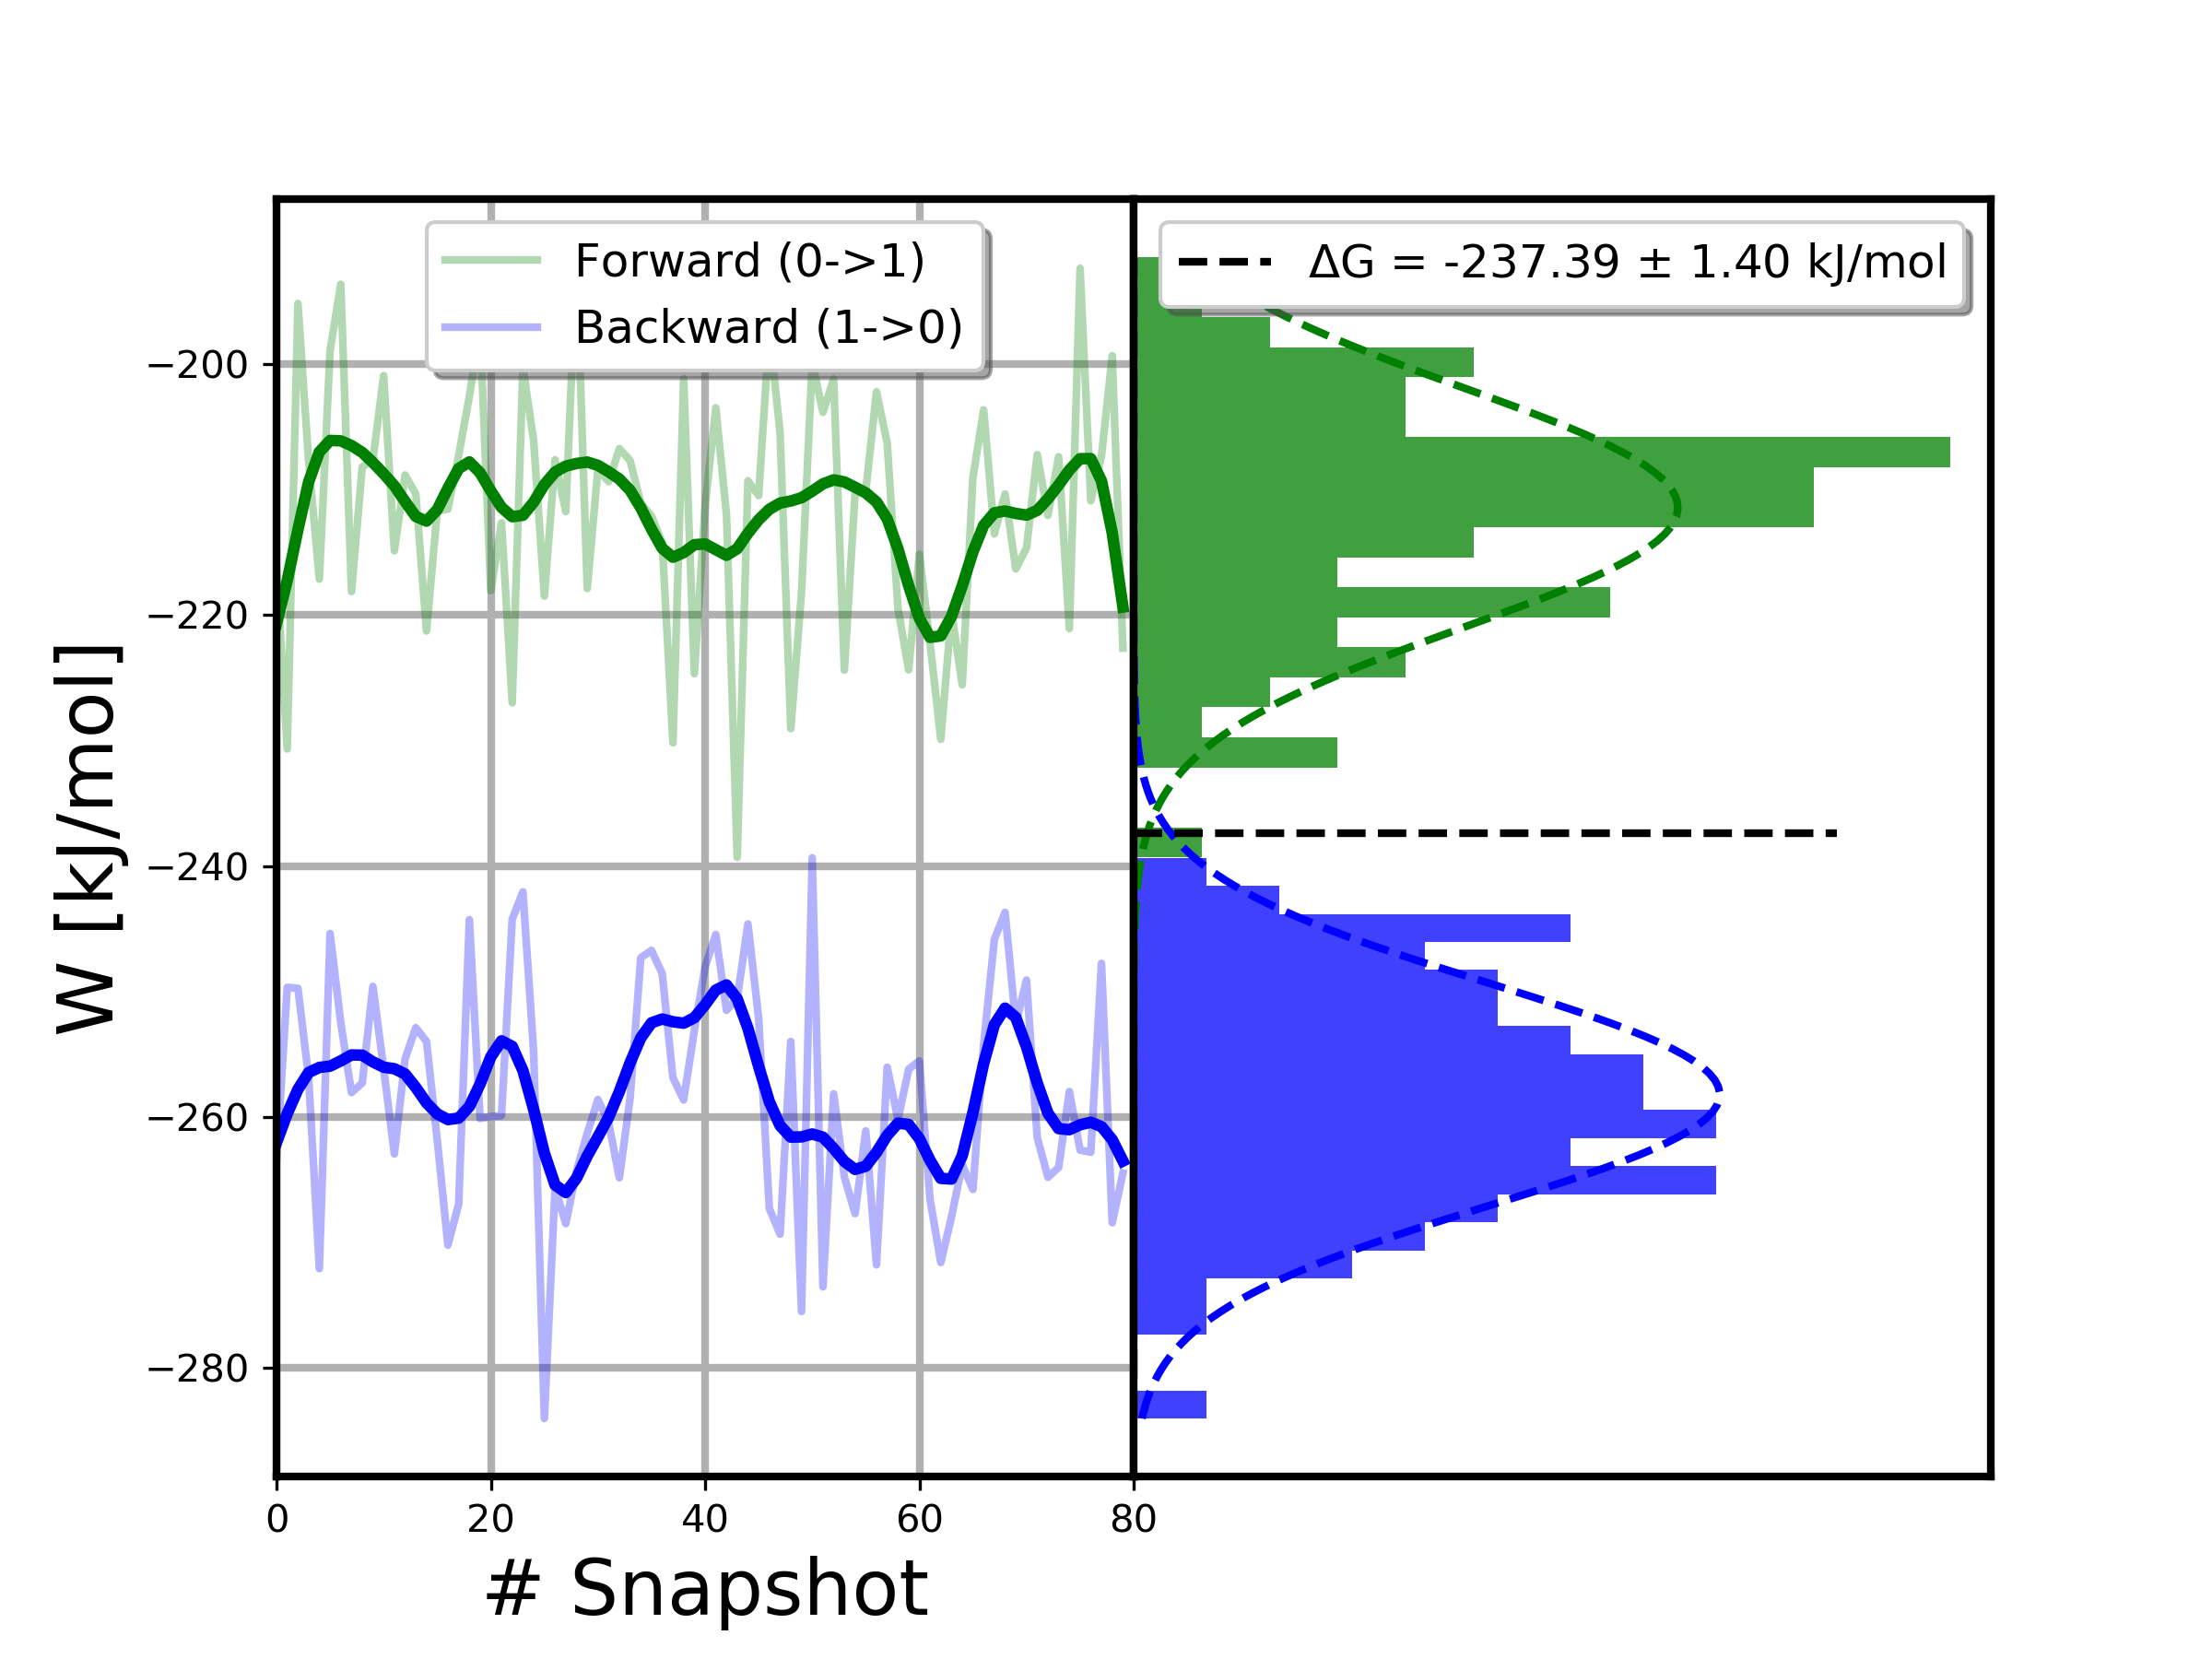 Forward (0->1)
Backward (1->0)
ΔG = -237.39 ± 1.40 kJ/mol
−200
−220
−240
−260
−280
W [kJ/mol]
0 20 40 60 80
# Snapshot